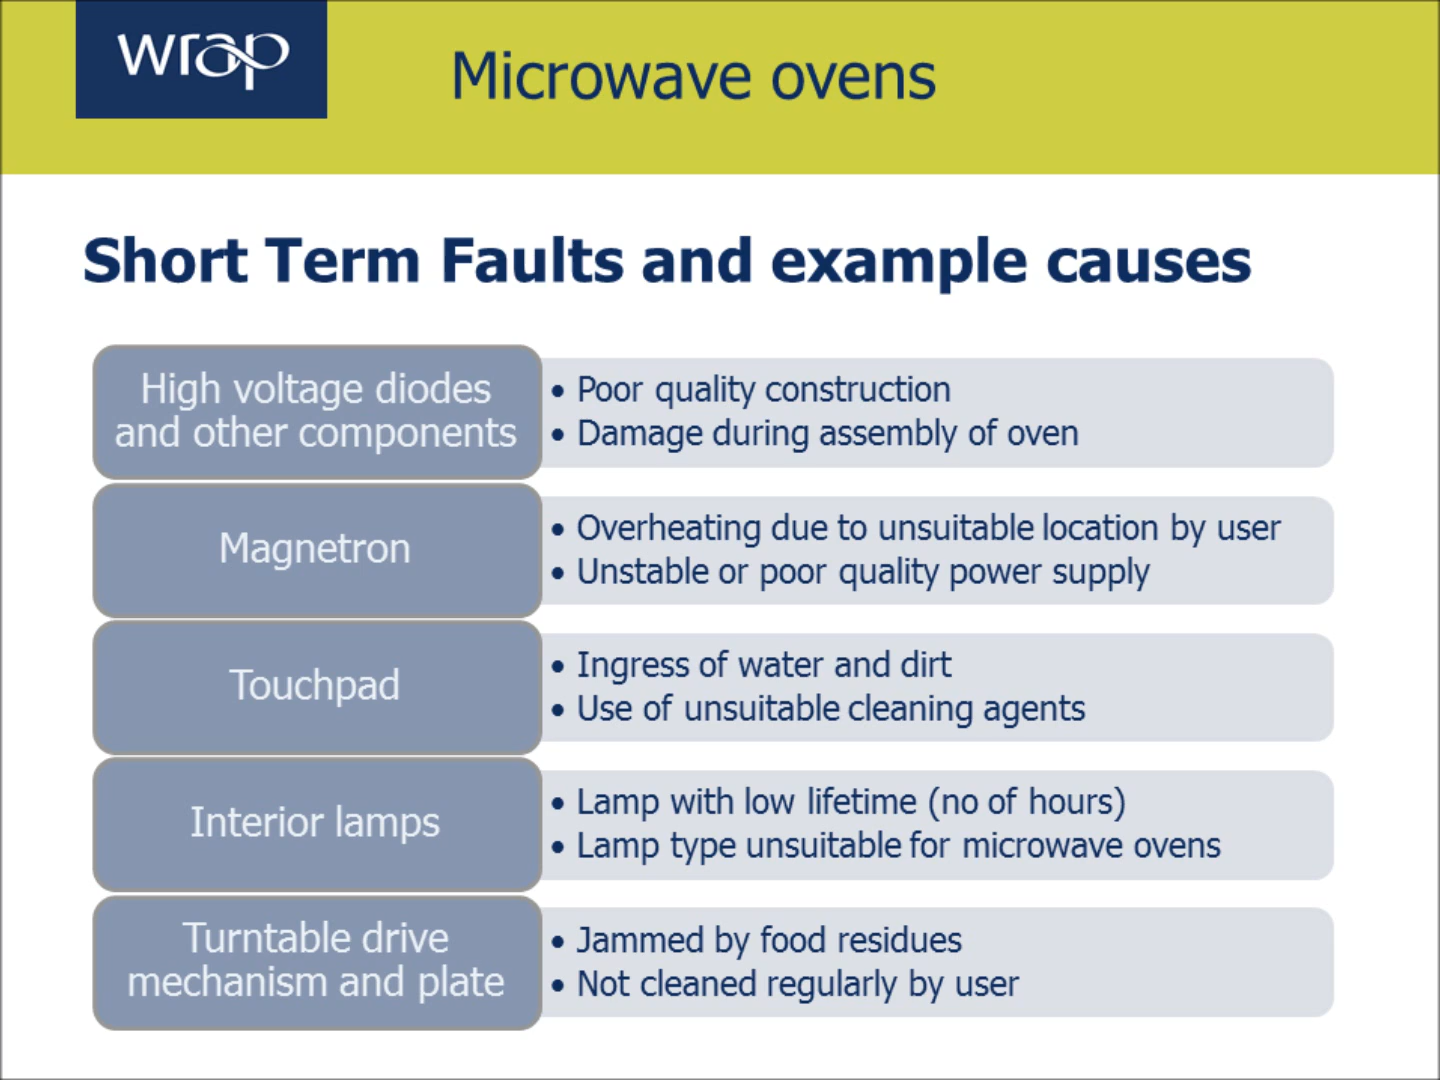 wrap
Microwave ovens
Short Term Faults and example causes
High voltage diodes
and other components
• Poor quality construction
• Damage during assembly of oven
Magnetron
• Overheating due to unsuitable location by user
• Unstable or poor quality power supply
Touchpad
• Ingress of water and dirt
• Use of unsuitable cleaning agents
Interior lamps
• Lamp with low lifetime (no of hours)
• Lamp type unsuitable for microwave ovens
Turntable drive
mechanism and plate
• Jammed by food residues
• Not cleaned regularly by user